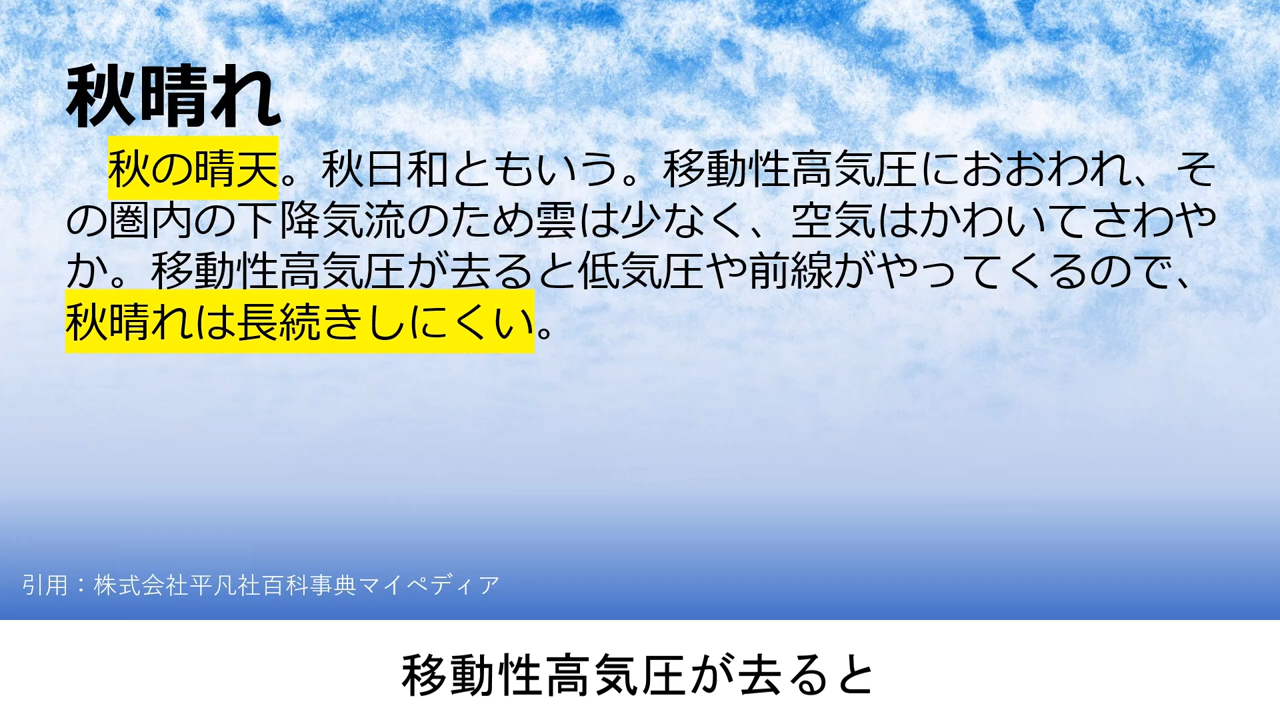 秋晴れ
　秋の晴天。秋日和ともいう。移動性高気圧におおわれ、そ
の圏内の下降気流のため雲は少なく、空気はかわいてさわや
か。移動性高気圧が去ると低気圧や前線がやってくるので、
秋晴れは長続きしにくい。
引用：株式会社平凡社百科事典マイペディア
移動性高気圧が去ると